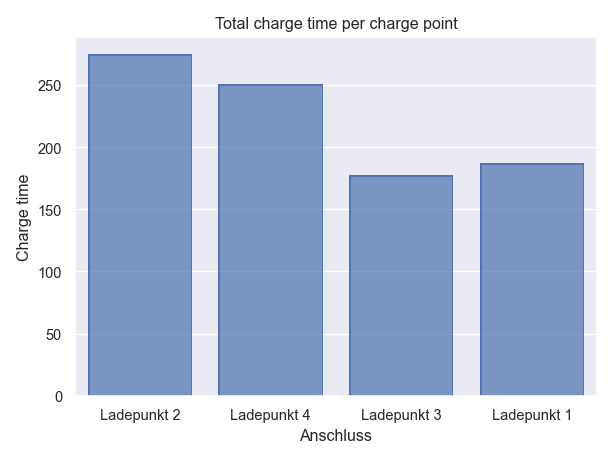 Total charge time per charge point
Charge time
250
200
150
100
50
0
Ladepunkt 2
Ladepunkt 4
Ladepunkt 3
Ladepunkt 1
Anschluss